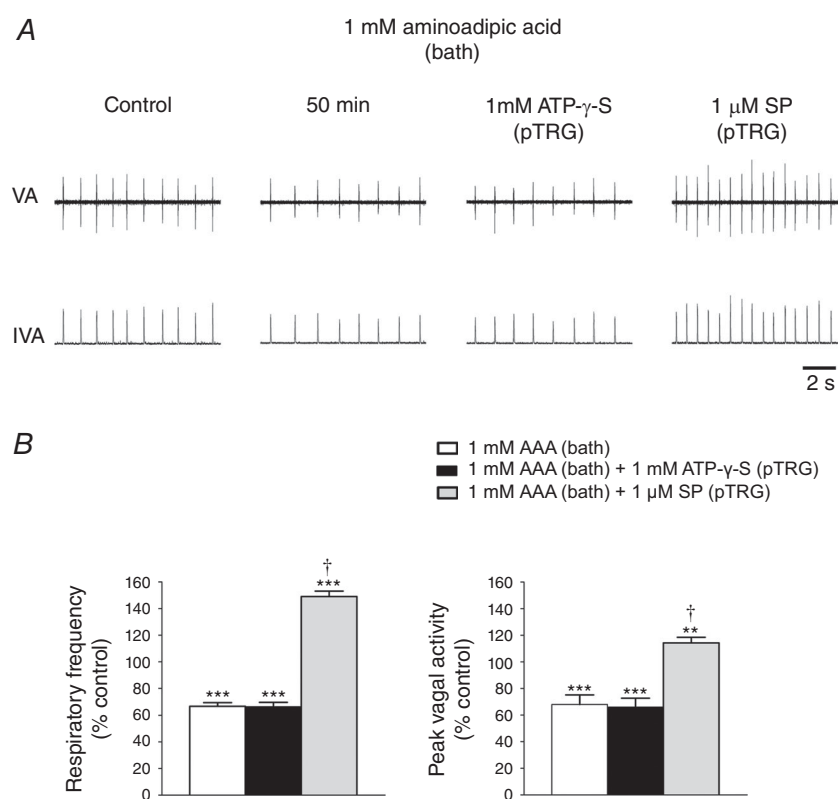 A
1 mM aminoadipic acid
(bath)
Control
50 min
1mM ATP-γ-S
(pTRG)
1 μM SP
(pTRG)
VA
IVA
2 s
B
1 mM AAA (bath)
1 mM AAA (bath) + 1 mM ATP-γ-S (pTRG)
1 mM AAA (bath) + 1 μM SP (pTRG)
Respiratory frequency
(% control)
160
140
120
100
80
60
40
20
0
***
***
†
***
Peak vagal activity
(% control)
160
140
120
100
80
60
40
20
0
***
***
†
**